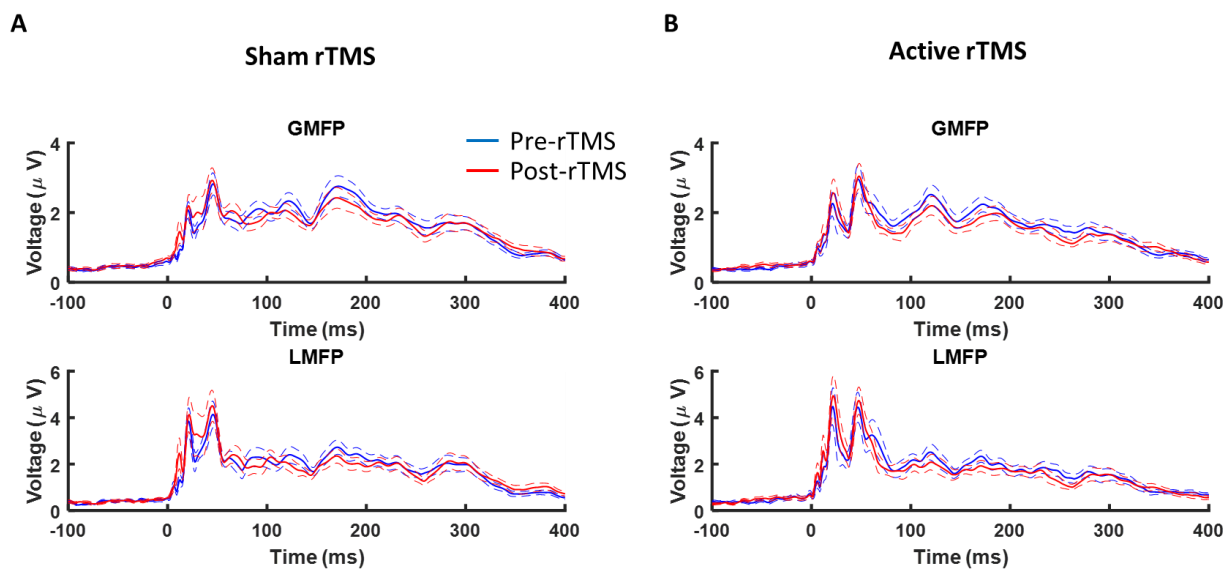 A
B
Sham rTMS
Active rTMS
GMFP
Pre-rTMS
Post-rTMS
Voltage (μ V)
4
2
0
-100 0 100 200 300 400
Time (ms)
GMFP
Voltage (μ V)
4
2
0
-100 0 100 200 300 400
Time (ms)
LMFP
Voltage (μ V)
6
4
2
0
-100 0 100 200 300 400
Time (ms)
LMFP
Voltage (μ V)
6
4
2
0
-100 0 100 200 300 400
Time (ms)